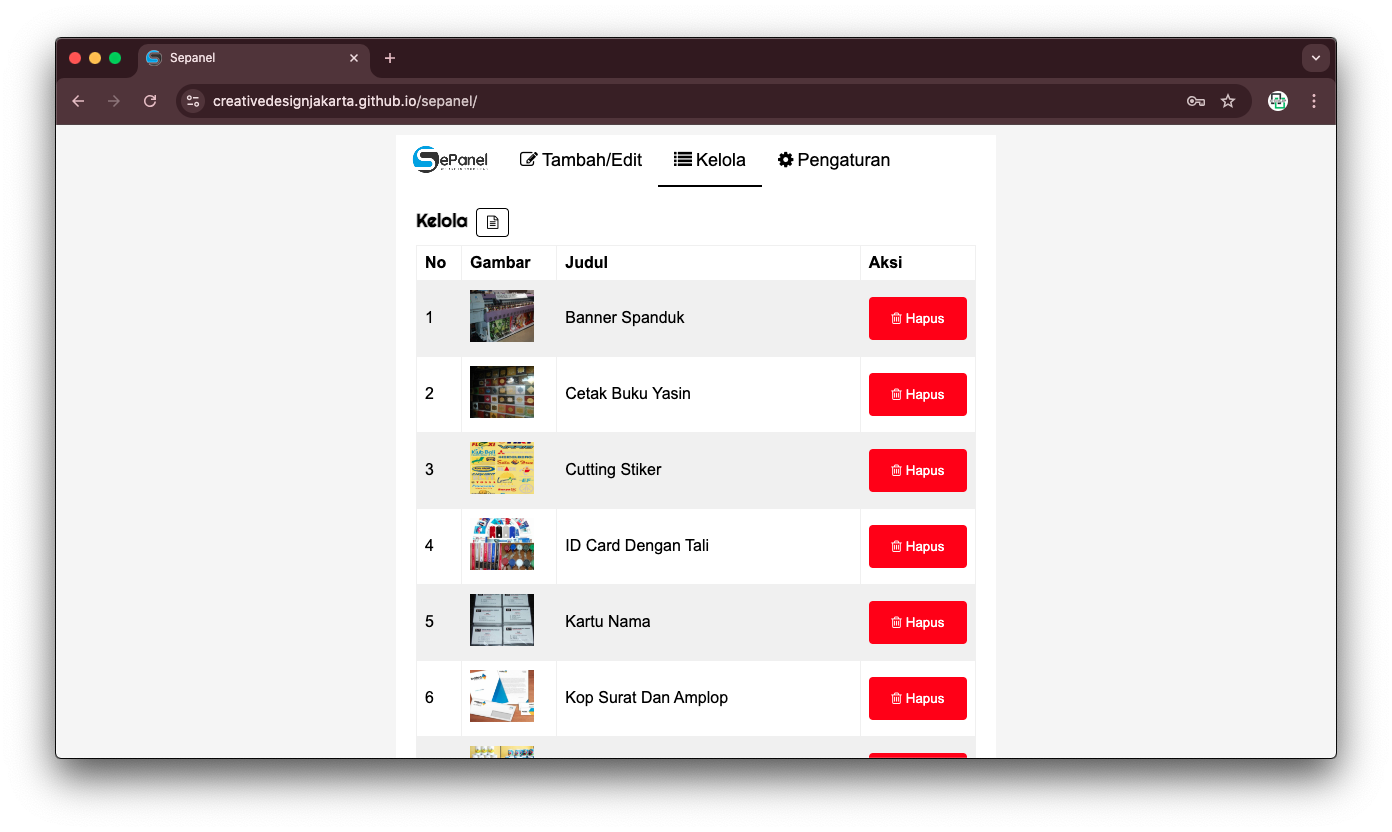 Sepanel
creativedesignjakarta.github.io/sepanel/
SePanel
Tambah/Edit
Kelola
Pengaturan
Kelola
No Gambar Judul Aksi
1 Banner Spanduk Hapus
2 Cetak Buku Yasin Hapus
3 Cutting Stiker Hapus
4 ID Card Dengan Tali Hapus
5 Kartu Nama Hapus
6 Kop Surat Dan Amplop Hapus